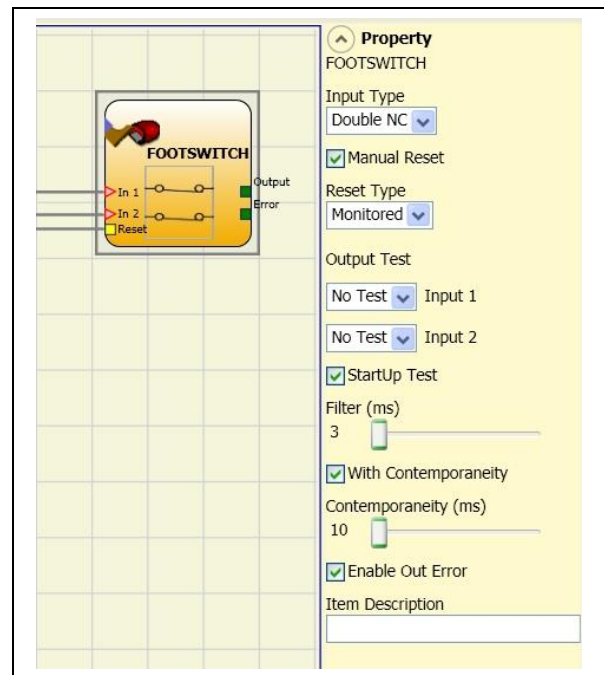 FOOTSWITCH
In 1
In 2
Reset
Output
Error
Property
FOOTSWITCH
Input Type
Double NC
Manual Reset
Reset Type
Monitored
Output Test
No Test Input 1
No Test Input 2
StartUp Test
Filter (ms)
3
With Contemporaneity
Contemporaneity (ms)
10
Enable Out Error
Item Description